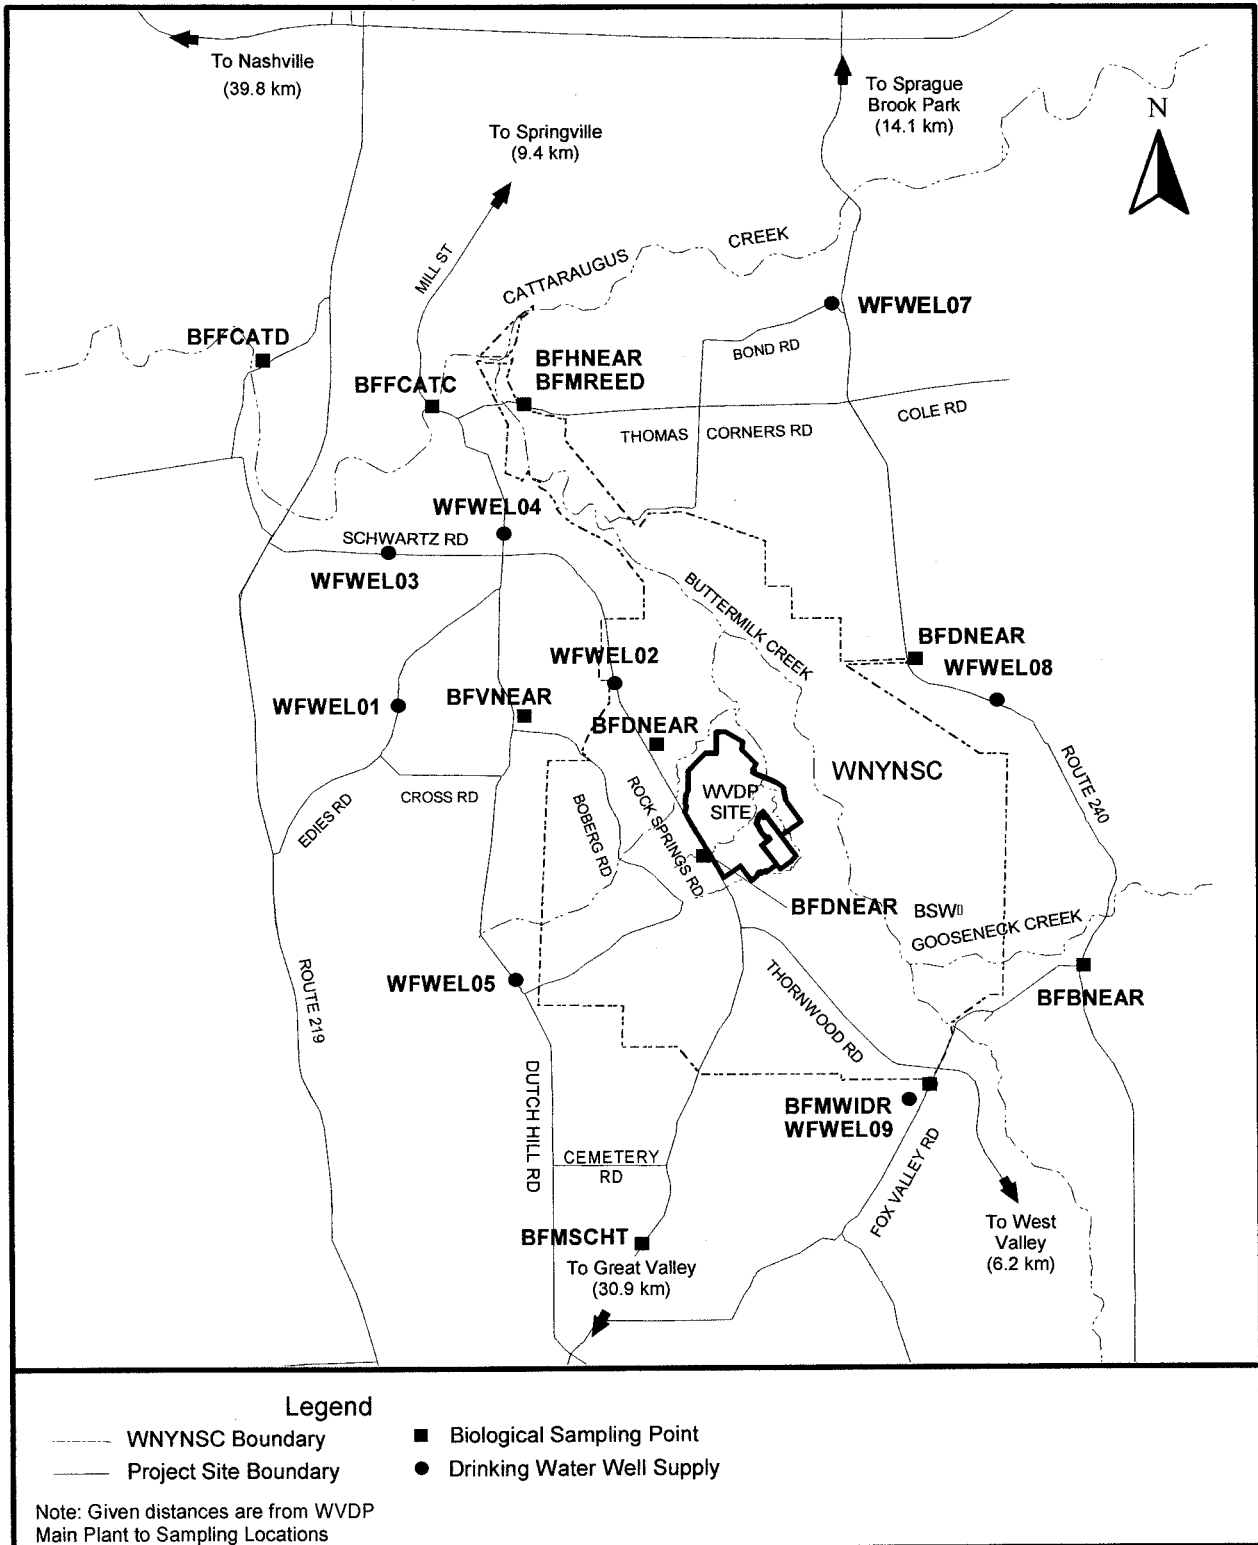 To Nashville
(39.8 km)
To Sprague
Brook Park
(14.1 km)
N
To Springville
(9.4 km)
MILL ST
CATTARAUGUS
CREEK
WFWEL07
BOND RD
BFFCATD
BFHNEAR
BFMREED
BFFCATC
COLE RD
THOMAS
CORNERS RD
WFWEL04
SCHWARTZ RD
WFWEL03
BUTTERMILK CREEK
BFDNEAR
WFWEL08
WFWEL02
WFWEL01
BFVNEAR
BFDNEAR
WNYNSC
WVDP
SITE
ROUTE 240
EDIES RD
CROSS RD
BOBERG RD
ROCK SPRINGS RD
BFDNEAR
BSW
GOOSENECK CREEK
WFWEL05
ROUTE 219
THORNWOOD RD
BFBNEAR
DUTCH HILL RD
BFMWIDR
WFWEL09
CEMETERY
RD
FOX VALLEY RD
BFMSCHT
To Great Valley
(30.9 km)
To West
Valley
(6.2 km)
Legend
WNYNSC Boundary
Biological Sampling Point
Project Site Boundary
Drinking Water Well Supply
Note: Given distances are from WVDP
Main Plant to Sampling Locations